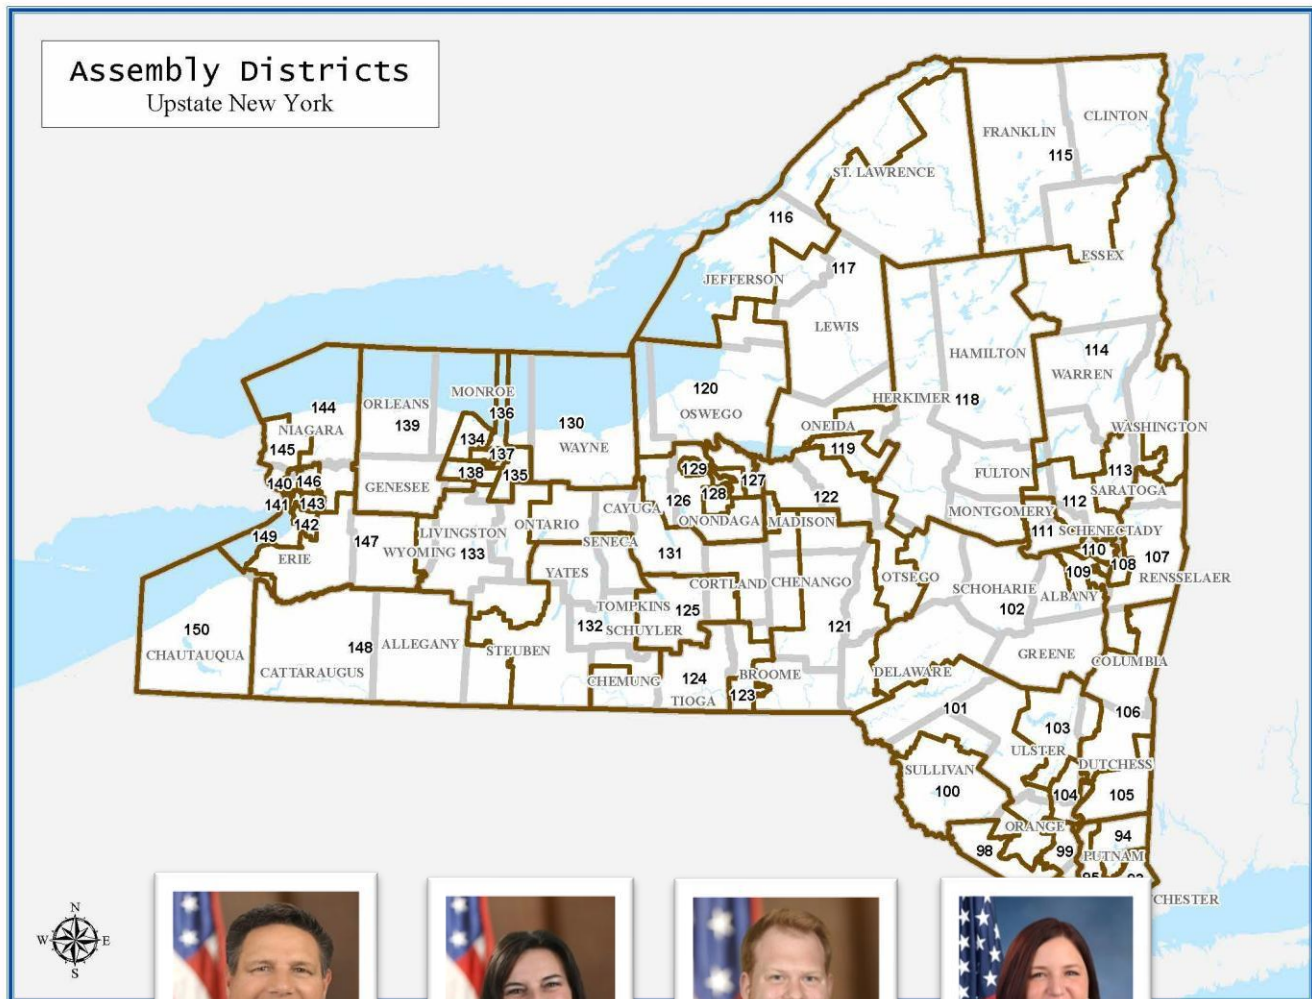 Assembly Districts
Upstate New York
CLINTON
FRANKLIN
115
ST. LAWRENCE
116
ESSEX
117
JEFFERSON
LEWIS
HAMILTON
114
WARREN
120
OSWEGO
HERKIMER
118
MONROE
ORLEANS
144
136
130
139
NIAGARA
WAYNE
ONEIDA
WASHINGTON
134
145
137
119
129
113
138
135
127
FULTON
140
146
GENESEE
128
122
SARATOGA
126
112
141
143
CAYUGA
MONTGOMERY
142
ONTARIO
ONONDAGA
MADISON
LIVINGSTON
111
SCHENECTADY
149
SENECA
110
147
WYOMING
133
131
107
ERIE
108
YATES
109
OTSEGO
RENSSELAER
CORTLAND
CHENANGO
SCHOHARIE
ALBANY
TOMPKINS
125
102
150
132
SCHUYLER
121
148
ALLEGANY
STEUBEN
GREENE
CHAUTAUQUA
COLUMBIA
CATTARAUGUS
CHEMUNG
124
BROOME
DELAWARE
123
TIOGA
101
106
103
ULSTER
SULLIVAN
DUTCHESS
100
104
105
ORANGE
94
98
99
PUTNAM
CHESTER
N
W
E
S